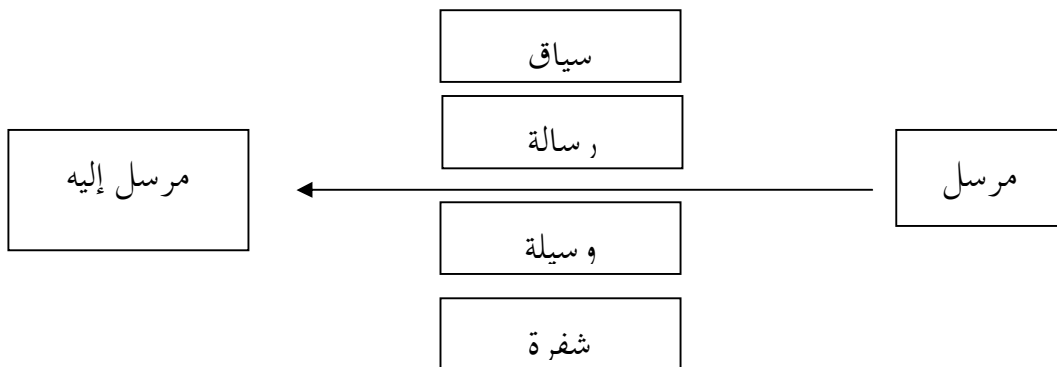 سياق
رسالة
مرسل
مرسل إليه
وسيلة
شفرة